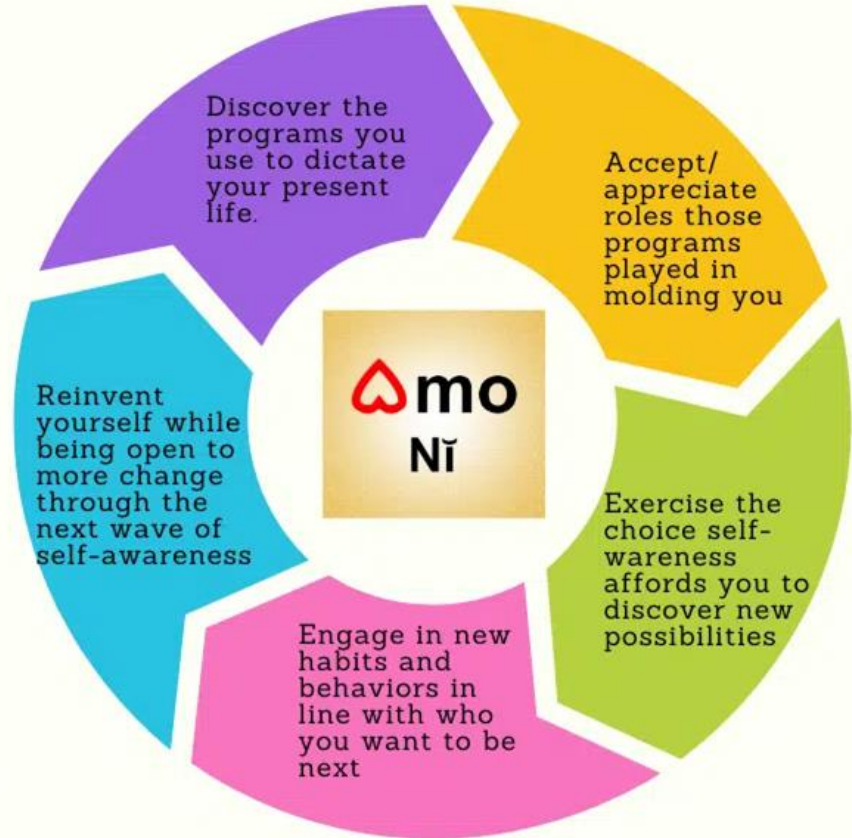 Discover the
programs you
use to dictate
your present
life.
Accept/
appreciate
roles those
programs
played in
molding you
Exercise the
choice self-
wareness
affords you to
discover new
possibilities
Engage in new
habits and
behaviors in
line with who
you want to be
next
Reinvent
yourself while
being open to
more change
through the
next wave of
self-awareness
Amo
Nĭ